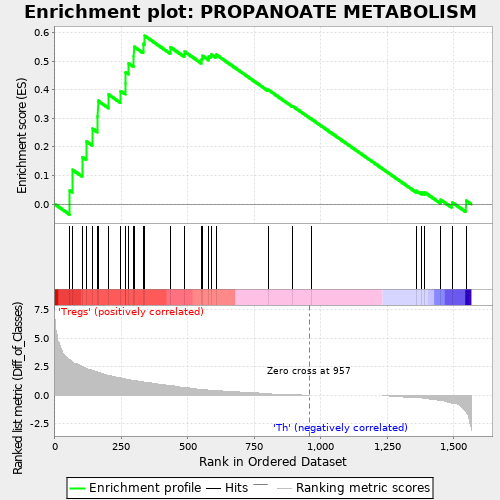 Enrichment plot: PROPANOATE METABOLISM
Enrichment score (ES)
0.6
0.5
0.4
0.3
0.2
0.1
0.0
Ranked list metric (Diff_of_Classes)
7.5
5.0
2.5
0.0
-2.5
'Tregs' (positively correlated)
Zero cross at 957
'Th' (negatively correlated)
0 250 500 750 1,000 1,250 1,500
Rank in Ordered Dataset
Enrichment profile Hits Ranking metric scores